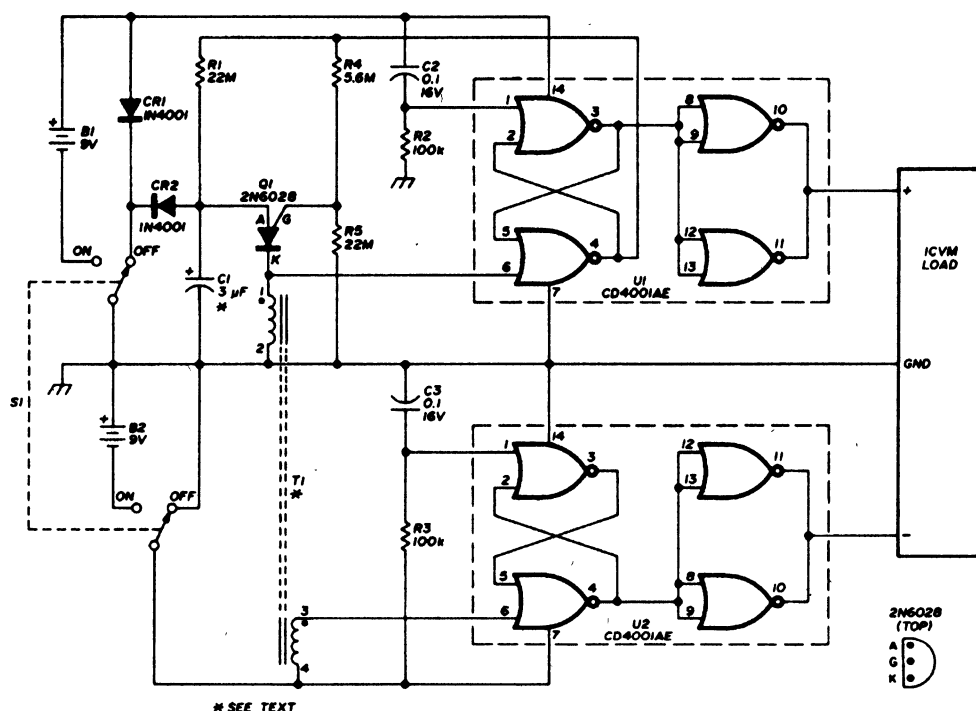 R1
22M
R4
5.6M
C2
0.1
16V
14
3
8
10
CR1
1N4001
1
2
9
B1
9V
R2
100k
CR2
1N4001
Q1
2N6028
A
G
K
R5
22M
5
4
12
11
13
6
7
U1
CD4001AE
ICVM
LOAD
+
ON
OFF
C1
3 µF
*
1
2
GND
S1
C3
0.1
16V
B2
9V
14
1
3
12
11
2
13
T1
*
ON
OFF
R3
100k
-
5
4
8
10
3
6
9
7
U2
CD4001AE
4
2N6028
(TOP)
A
G
K
* SEE TEXT